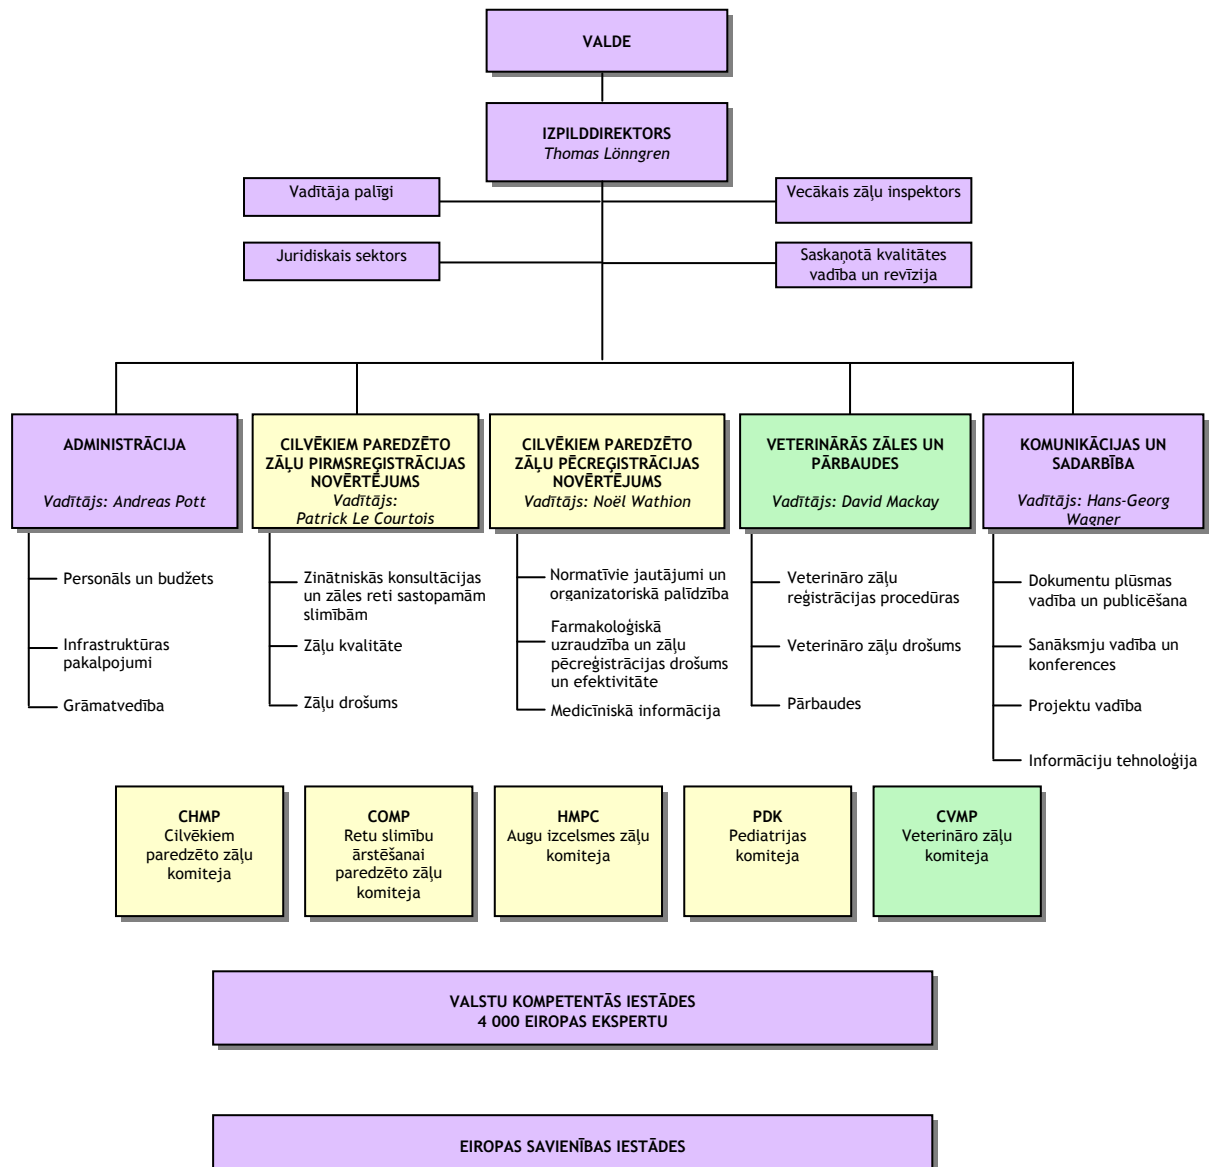 VALDE
IZPILDDIREKTORS
Thomas Lönngren
Vadītāja palīgi
Vecākais zāļu inspektors
Juridiskais sektors
Saskaņotā kvalitātes
vadība un revīzija
ADMINISTRĀCIJA
Vadītājs: Andreas Pott
CILVĒKIEM PAREDZĒTO
ZĀĻU PIRMSREĢISTRĀCIJAS
NOVĒRTĒJUMS
Vadītājs:
Patrick Le Courtois
CILVĒKIEM PAREDZĒTO
ZĀĻU PĒCREĢISTRĀCIJAS
NOVĒRTĒJUMS
Vadītājs: Noël Wathion
VETERINĀRĀS ZĀLES UN
PĀRBAUDES
Vadītājs: David Mackay
KOMUNIKĀCIJAS UN
SADARBĪBA
Vadītājs: Hans-Georg
Wagner
Personāls un budžets
Infrastruktūras
pakalpojumi
Grāmatvedība
Zinātniskās konsultācijas
un zāles reti sastopamām
slimībām
Zāļu kvalitāte
Zāļu drošums
Normatīvie jautājumi un
organizatoriskā palīdzība
Farmakoloģiskā
uzraudzība un zāļu
pēcreģistrācijas drošums
un efektivitāte
Medicīniskā informācija
Veterināro zāļu
reģistrācijas procedūras
Veterināro zāļu drošums
Pārbaudes
Dokumentu plūsmas
vadība un publicēšana
Sanāksmju vadība un
konferences
Projektu vadība
Informāciju tehnoloģija
CHMP
Cilvēkiem
paredzēto zāļu
komiteja
COMP
Retu slimību
ārstēšanai
paredzēto zāļu
komiteja
HMPC
Augu izcelsmes zāļu
komiteja
PDK
Pediatrijas
komiteja
CVMP
Veterināro zāļu
komiteja
VALSTU KOMPETENTĀS IESTĀDES
4 000 EIROPAS EKSPERTU
EIROPAS SAVIENĪBAS IESTĀDES